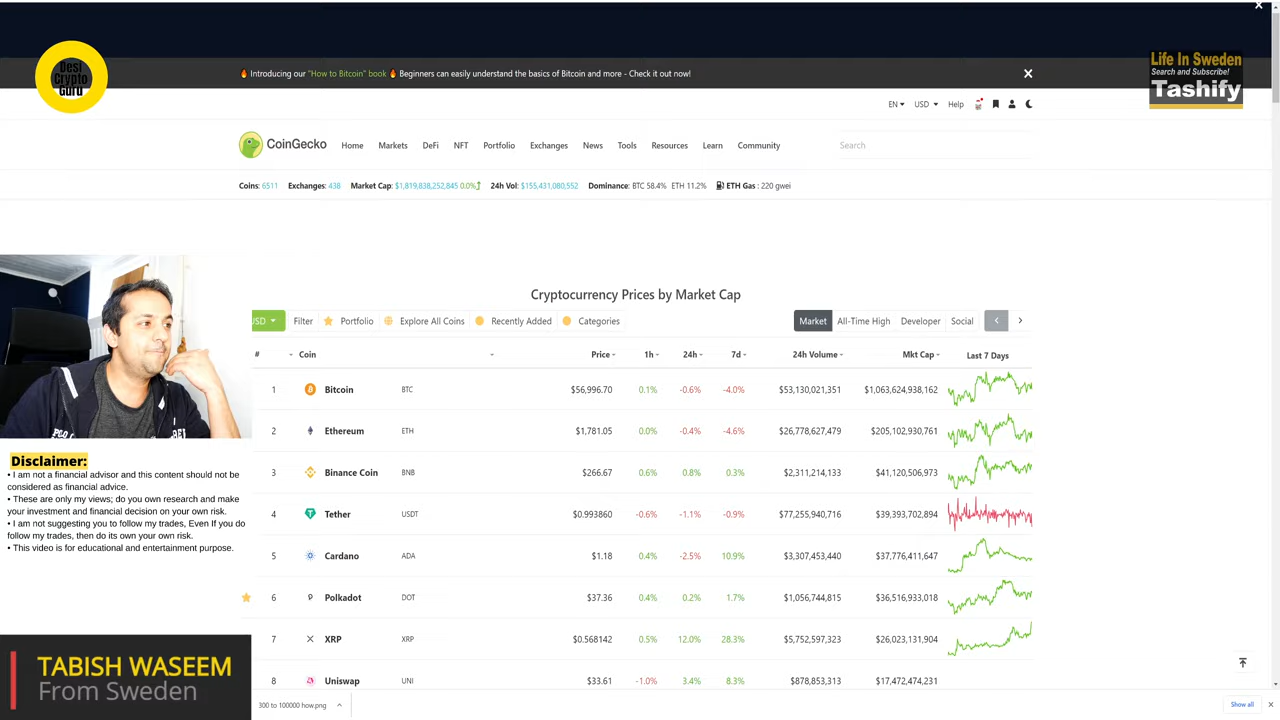 Best
Crypto
Guru
Introducing our "How to Bitcoin" book Beginners can easily understand the basics of Bitcoin and more - Check it out now!
Life In Sweden
Search and Subscribe!
Tashify
EN USD Help
CoinGecko Home Markets DeFi NFT Portfolio Exchanges News Tools Resources Learn Community Search
Coins: 6511 Exchanges: 438 Market Cap: $1,819,838,252,845 0.0% 24h Vol: $155,431,080,552 Dominance: BTC 58.4% ETH 11.2% ETH Gas : 220 gwei
Cryptocurrency Prices by Market Cap
USD Filter Portfolio Explore All Coins Recently Added Categories Market All-Time High Developer Social
# Coin Price 1h 24h 7d 24h Volume Mkt Cap Last 7 Days
1 Bitcoin BTC $56,996.70 0.1% -0.6% -4.0% $53,130,021,351 $1,063,624,938,162
2 Ethereum ETH $1,781.05 0.0% -0.4% -4.6% $26,778,627,479 $205,102,930,761
3 Binance Coin BNB $266.67 0.6% 0.8% 0.3% $2,311,214,133 $41,120,506,973
4 Tether USDT $0.993860 -0.6% -1.1% -0.9% $77,255,940,716 $39,393,702,894
5 Cardano ADA $1.18 0.4% -2.5% 10.9% $3,307,453,440 $37,776,411,647
6 Polkadot DOT $37.36 0.4% 0.2% 1.7% $1,056,744,815 $36,516,933,018
7 XRP XRP $0.568142 0.5% 12.0% 28.3% $5,752,597,323 $26,023,131,904
8 Uniswap UNI $33.61 -1.0% 3.4% 8.3% $878,853,313 $17,472,474,231
Disclaimer:
• I am not a financial advisor and this content should not be
considered as financial advice.
• These are only my views; do you own research and make
your investment and financial decision on your own risk.
• I am not suggesting you to follow my trades, Even If you do
follow my trades, then do its own your own risk.
• This video is for educational and entertainment purpose.
TABISH WASEEM
From Sweden
300 to 100000 how.png
Show all